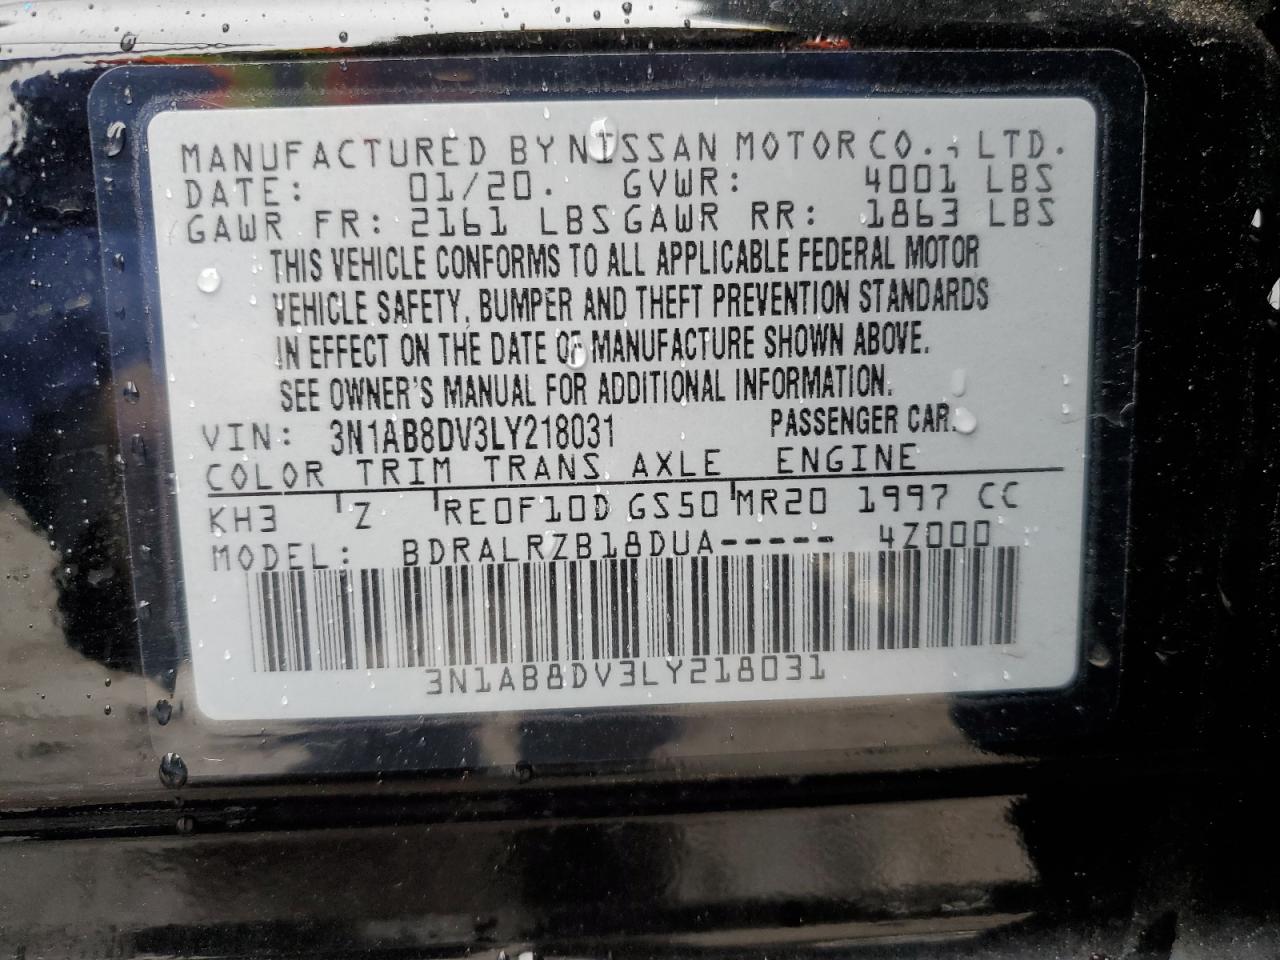 MANUFACTURED BY NISSAN MOTOR CO., LTD.
DATE: 01/20. GVWR: 4001 LBS
GAWR FR: 2161 LBS GAWR RR: 1863 LBS
THIS VEHICLE CONFORMS TO ALL APPLICABLE FEDERAL MOTOR
VEHICLE SAFETY, BUMPER AND THEFT PREVENTION STANDARDS
IN EFFECT ON THE DATE OF MANUFACTURE SHOWN ABOVE.
SEE OWNER'S MANUAL FOR ADDITIONAL INFORMATION.
VIN: 3N1AB8DV3LY218031 PASSENGER CAR.
COLOR TRIM TRANS AXLE ENGINE
KH3 Z RE0F10D GS50 MR20 1997 CC
MODEL: BDRALRZB18DUA----- 4Z000
3N1AB8DV3LY218031